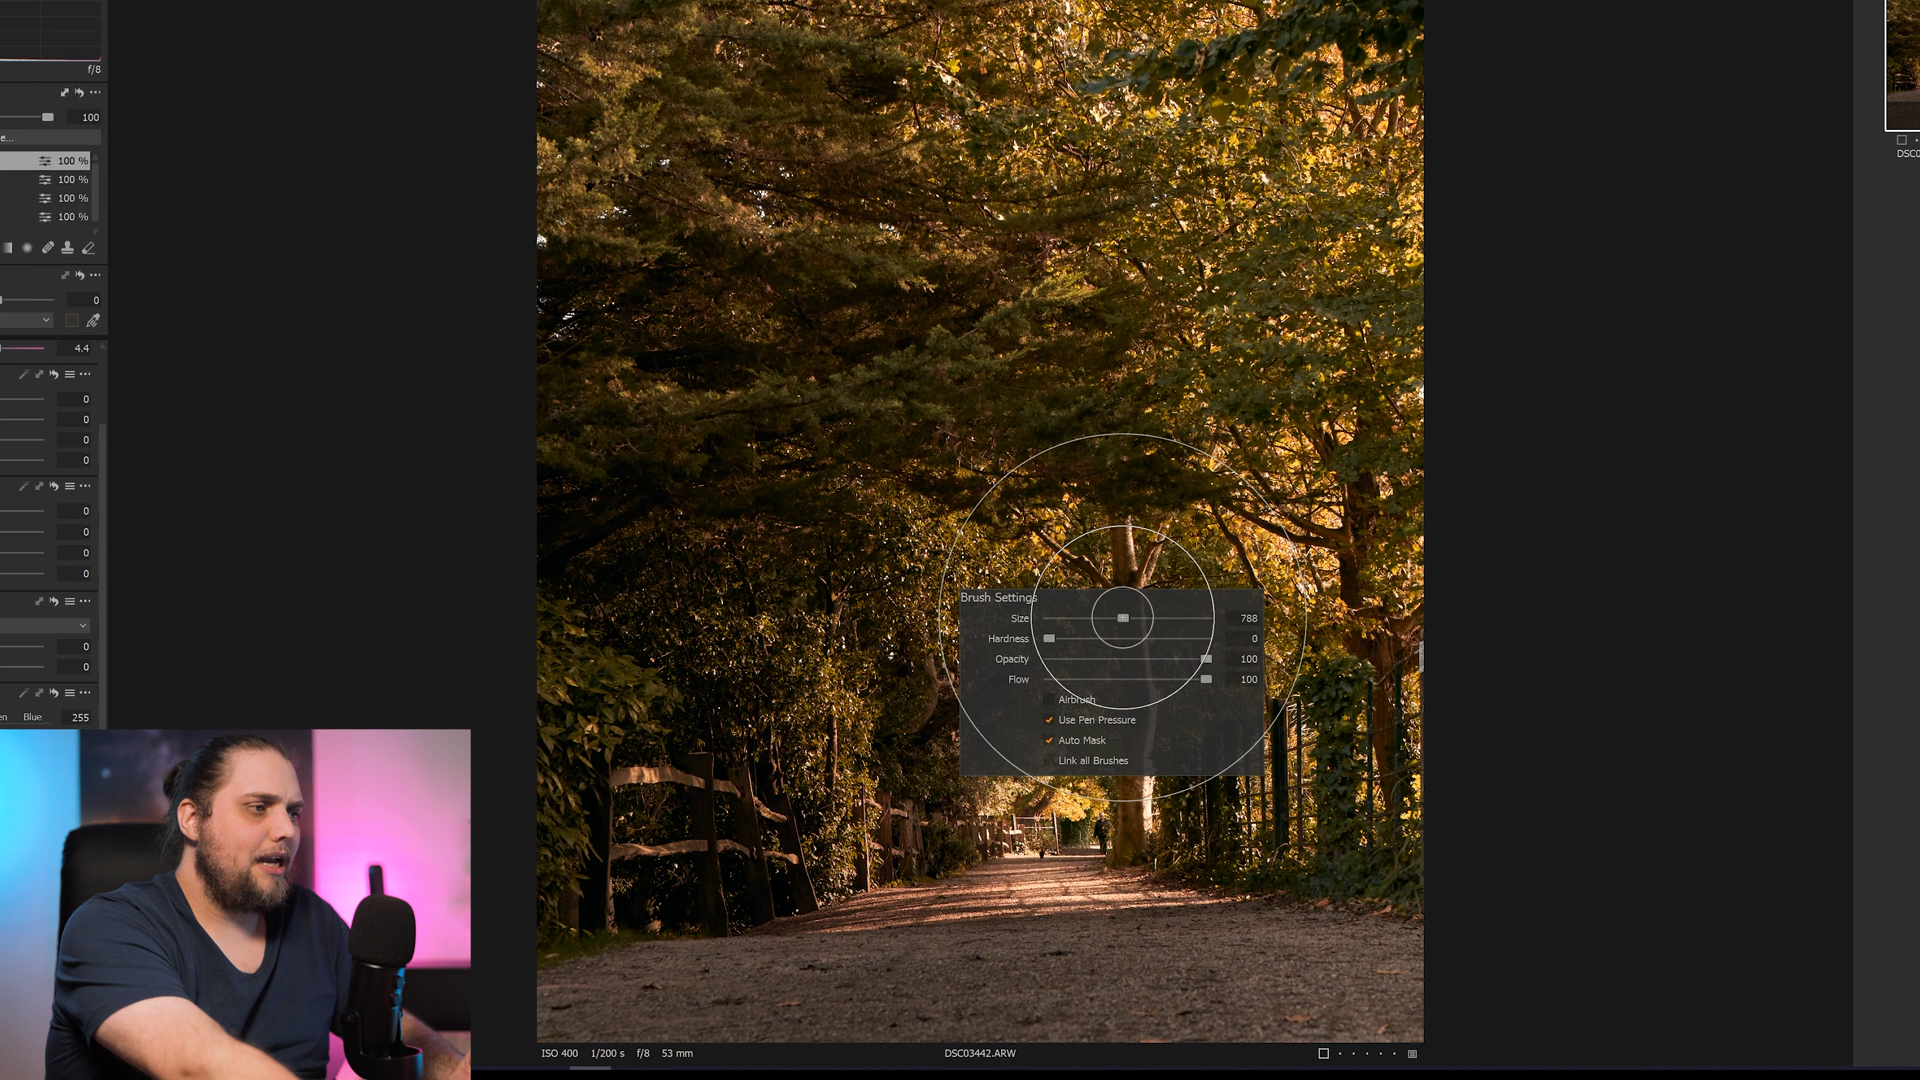 f/8
100
e...
100 %
100 %
100 %
100 %
0
4.4
0
0
0
0
0
0
0
0
0
0
en Blue 255
Brush Settings
Size 788
Hardness 0
Opacity 100
Flow 100
Airbrush
Use Pen Pressure
Auto Mask
Link all Brushes
ISO 400 1/200 s f/8 53 mm
DSC03442.ARW
DSC0